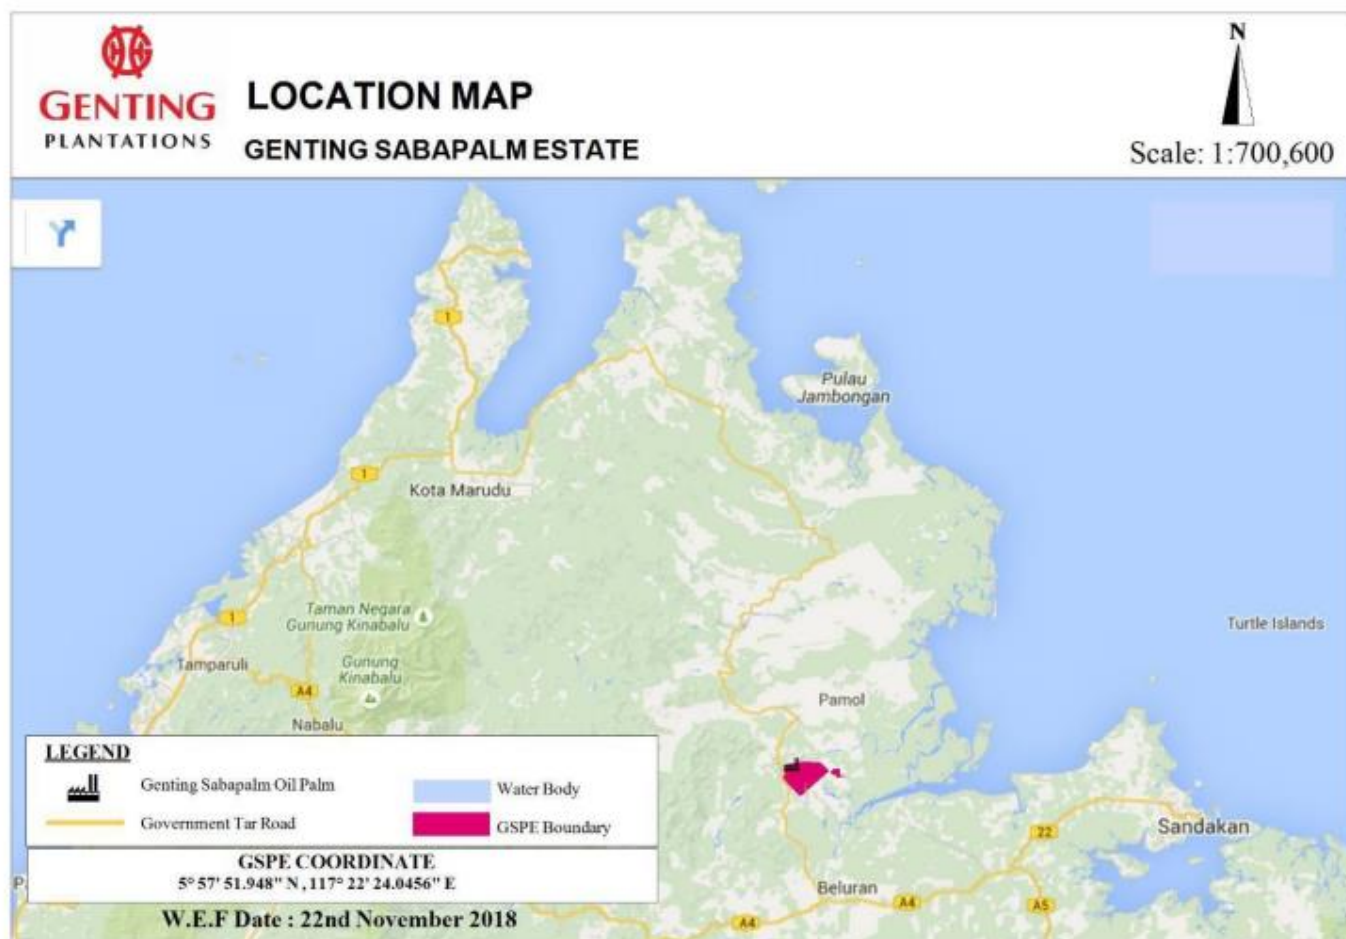 GENTING
PLANTATIONS
LOCATION MAP
GENTING SABAPALM ESTATE
N
Scale: 1:700,600
1
Pulau
Jambongan
1
Kota Marudu
Taman Negara
Gunung Kinabalu
1
Turtle Islands
Tamparuli
Gunung
Kinabalu
A4
Pamol
Nabalu
LEGEND
Genting Sabapalm Oil Palm
Water Body
Government Tar Road
GSPE Boundary
22
Sandakan
GSPE COORDINATE
5° 57' 51.948" N , 117° 22' 24.0456" E
Beluran
A4
A5
W.E.F Date : 22nd November 2018
A4